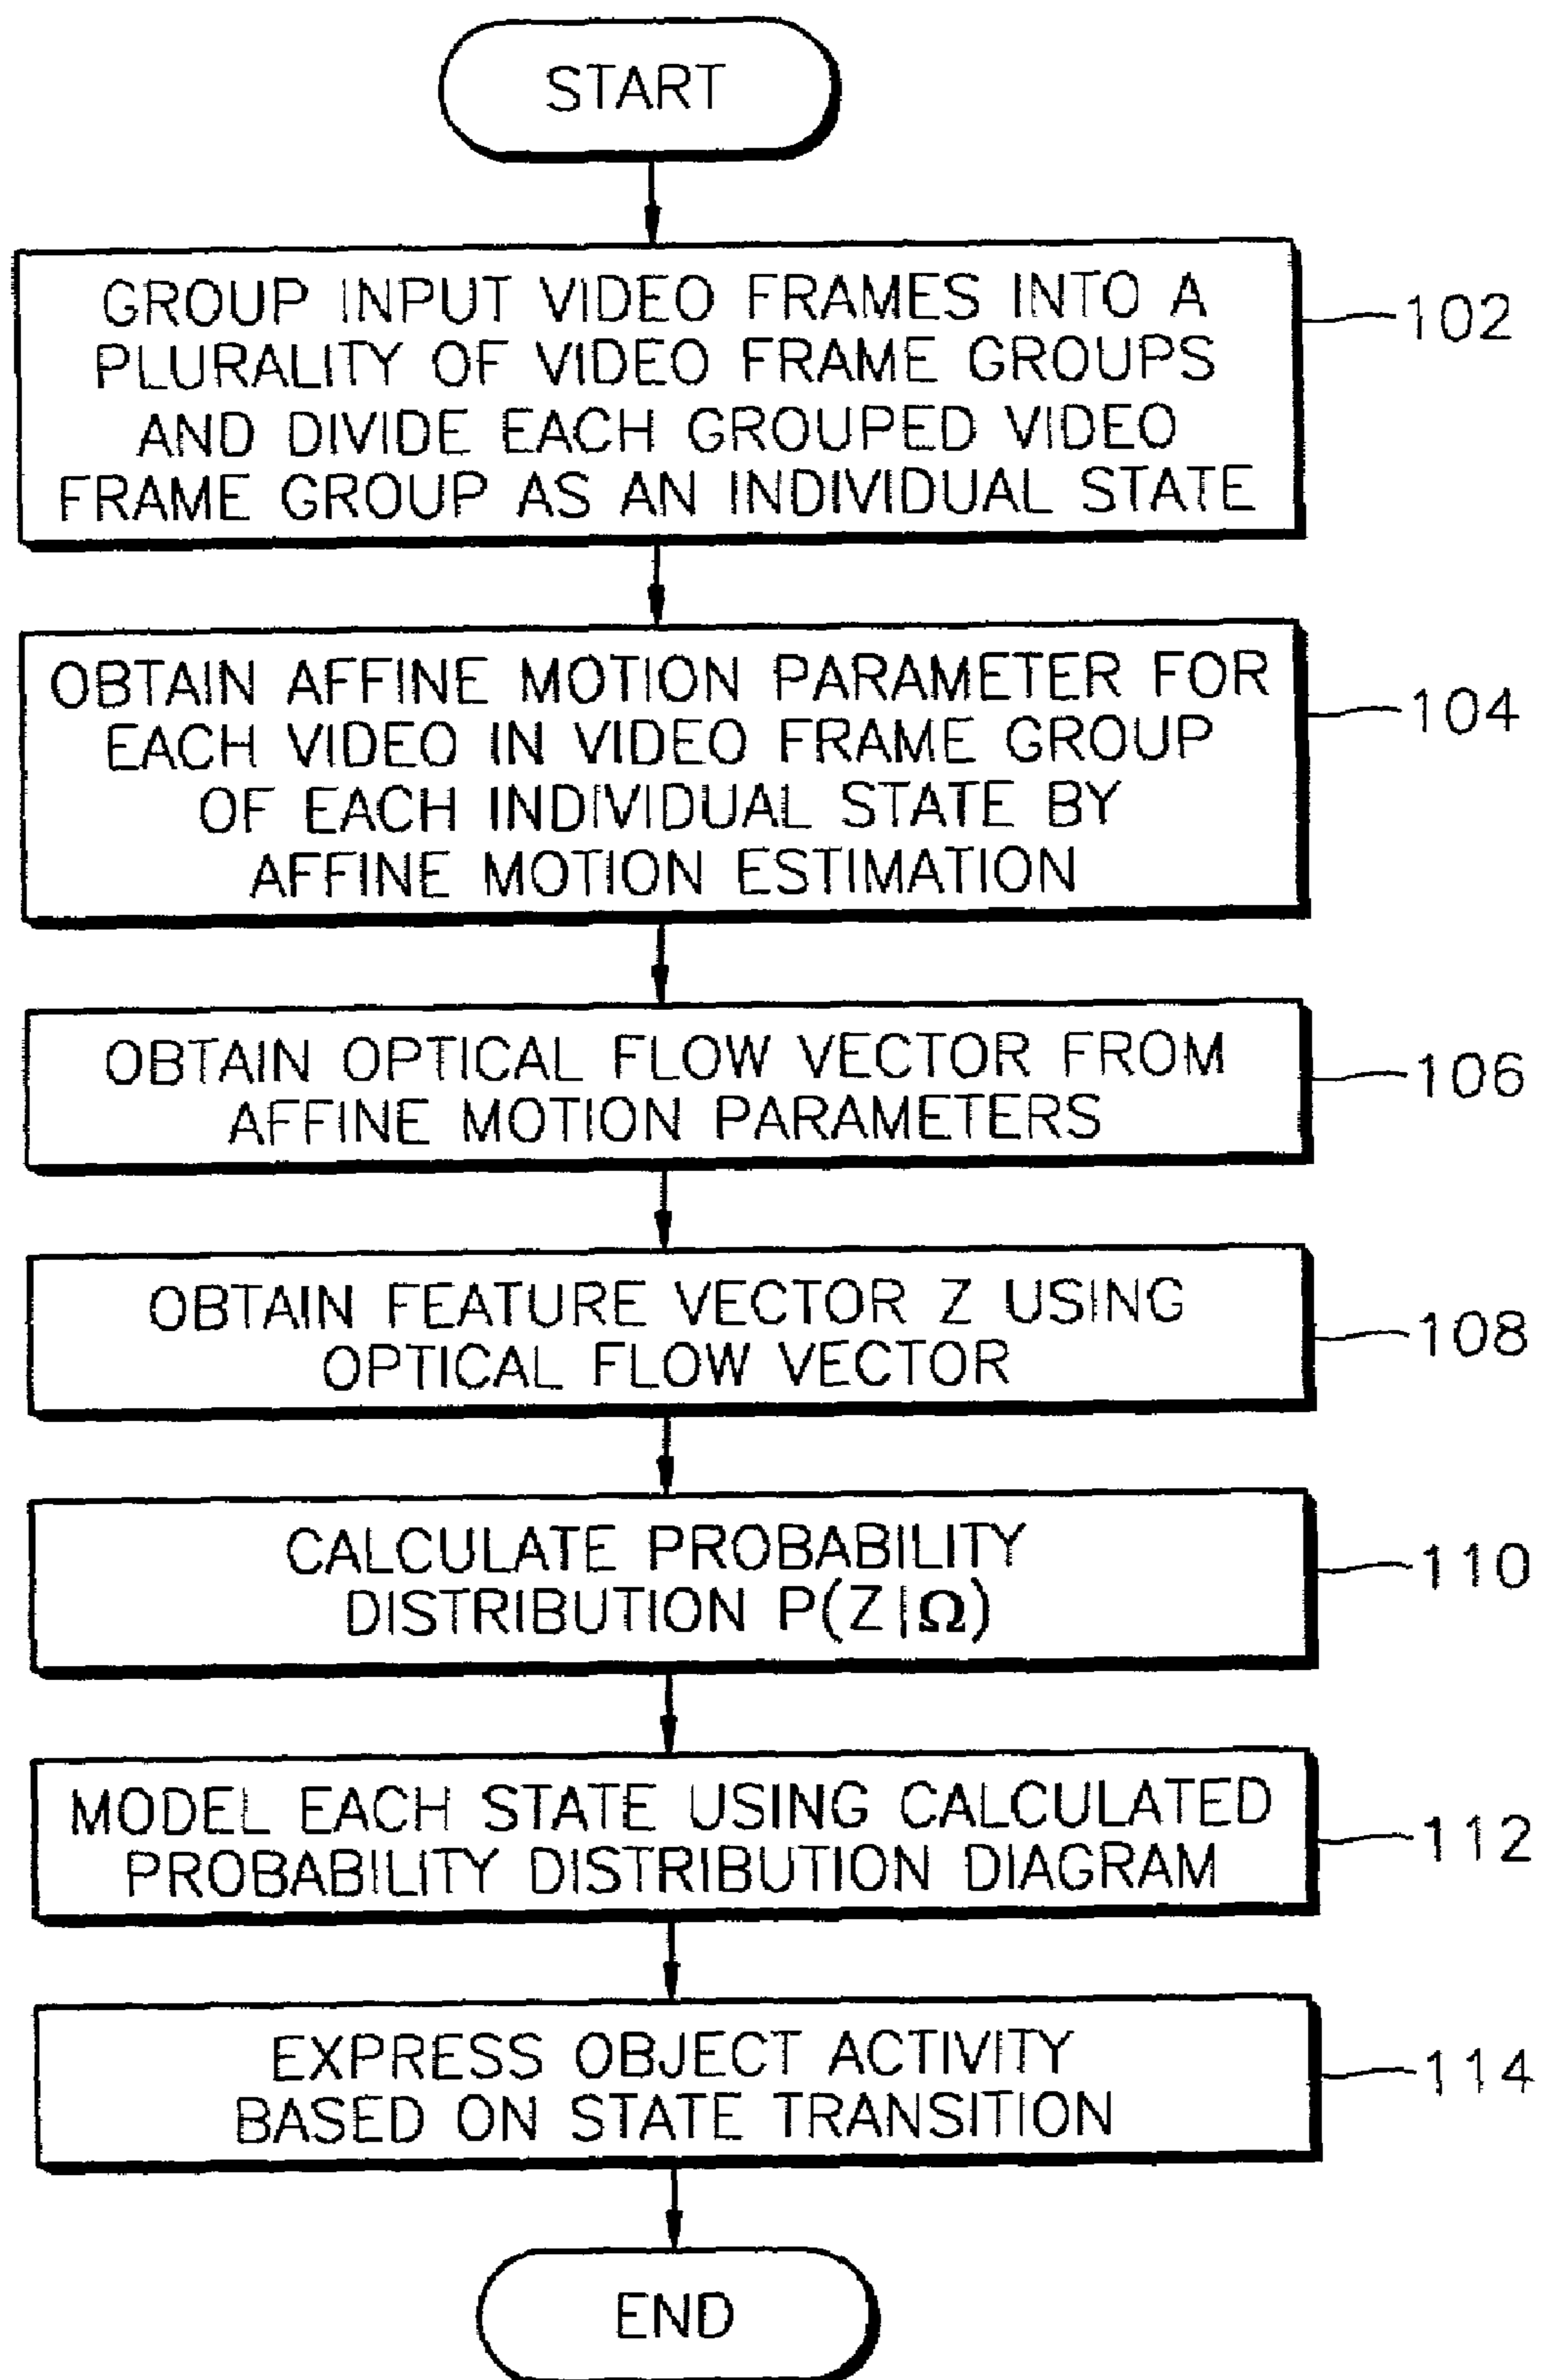 START
GROUP INPUT VIDEO FRAMES INTO A
PLURALITY OF VIDEO FRAME GROUPS
AND DIVIDE EACH GROUPED VIDEO
FRAME GROUP AS AN INDIVIDUAL STATE
102
OBTAIN AFFINE MOTION PARAMETER FOR
EACH VIDEO IN VIDEO FRAME GROUP
OF EACH INDIVIDUAL STATE BY
AFFINE MOTION ESTIMATION
104
OBTAIN OPTICAL FLOW VECTOR FROM
AFFINE MOTION PARAMETERS
106
OBTAIN FEATURE VECTOR Z USING
OPTICAL FLOW VECTOR
108
CALCULATE PROBABILITY
DISTRIBUTION P(Z|Ω)
110
MODEL EACH STATE USING CALCULATED
PROBABILITY DISTRIBUTION DIAGRAM
112
EXPRESS OBJECT ACTIVITY
BASED ON STATE TRANSITION
114
END